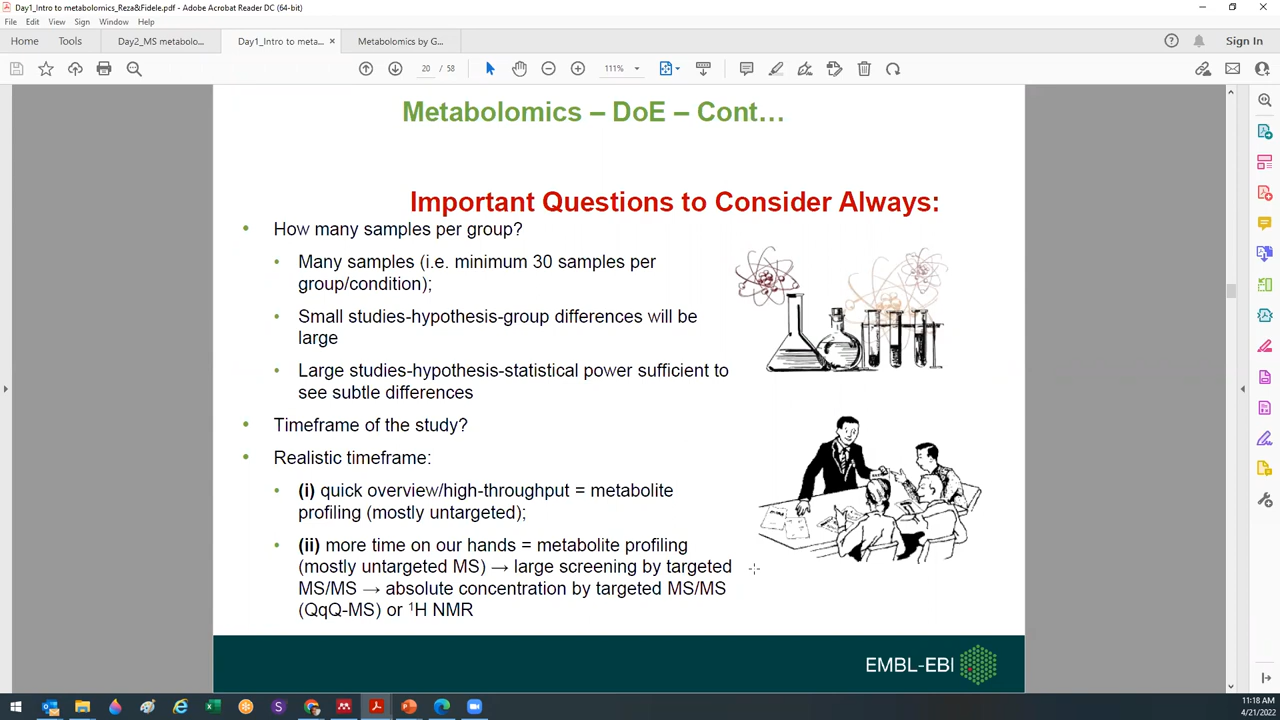 Day1_Intro to metabolomics_Reza&Fidele.pdf - Adobe Acrobat Reader DC (64-bit)
File Edit View Sign Window Help
Home Tools Day2_MS metabolo... Day1_Intro to meta... × Metabolomics by G... Sign In
20 / 58 111%
Metabolomics – DoE – Cont…
Important Questions to Consider Always:
• How many samples per group?
• Many samples (i.e. minimum 30 samples per
group/condition);
• Small studies-hypothesis-group differences will be
large
• Large studies-hypothesis-statistical power sufficient to
see subtle differences
• Timeframe of the study?
• Realistic timeframe:
• (i) quick overview/high-throughput = metabolite
profiling (mostly untargeted);
• (ii) more time on our hands = metabolite profiling
(mostly untargeted MS) → large screening by targeted
MS/MS → absolute concentration by targeted MS/MS
(QqQ-MS) or ¹H NMR
EMBL-EBI
11:18 AM
4/21/2022